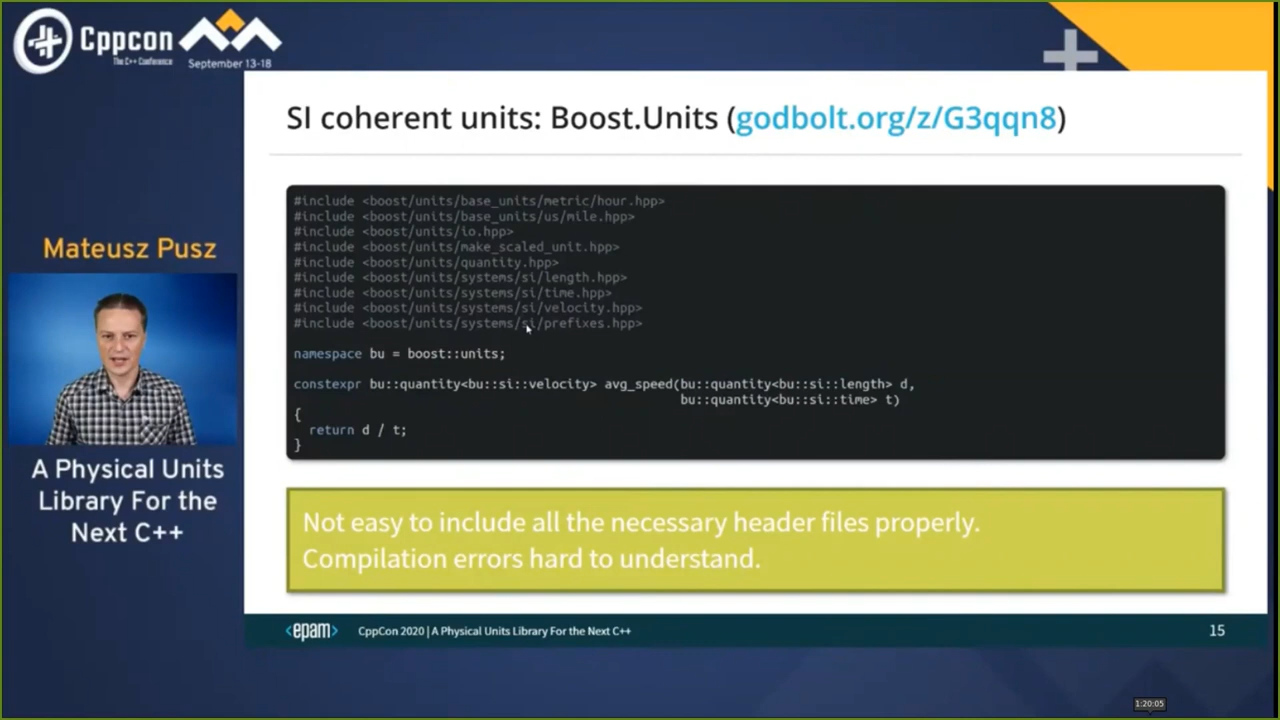 Cppcon
The C++ Conference
September 13-18
SI coherent units: Boost.Units (godbolt.org/z/G3qqn8)
#include <boost/units/base_units/metric/hour.hpp>
#include <boost/units/base_units/us/mile.hpp>
#include <boost/units/io.hpp>
#include <boost/units/make_scaled_unit.hpp>
#include <boost/units/quantity.hpp>
#include <boost/units/systems/si/length.hpp>
#include <boost/units/systems/si/time.hpp>
#include <boost/units/systems/si/velocity.hpp>
#include <boost/units/systems/si/prefixes.hpp>
namespace bu = boost::units;
constexpr bu::quantity<bu::si::velocity> avg_speed(bu::quantity<bu::si::length> d,
bu::quantity<bu::si::time> t)
{
return d / t;
}
Mateusz Pusz
A Physical Units
Library For the
Next C++
Not easy to include all the necessary header files properly.
Compilation errors hard to understand.
<epam>
CppCon 2020 | A Physical Units Library For the Next C++
15
1:20:05